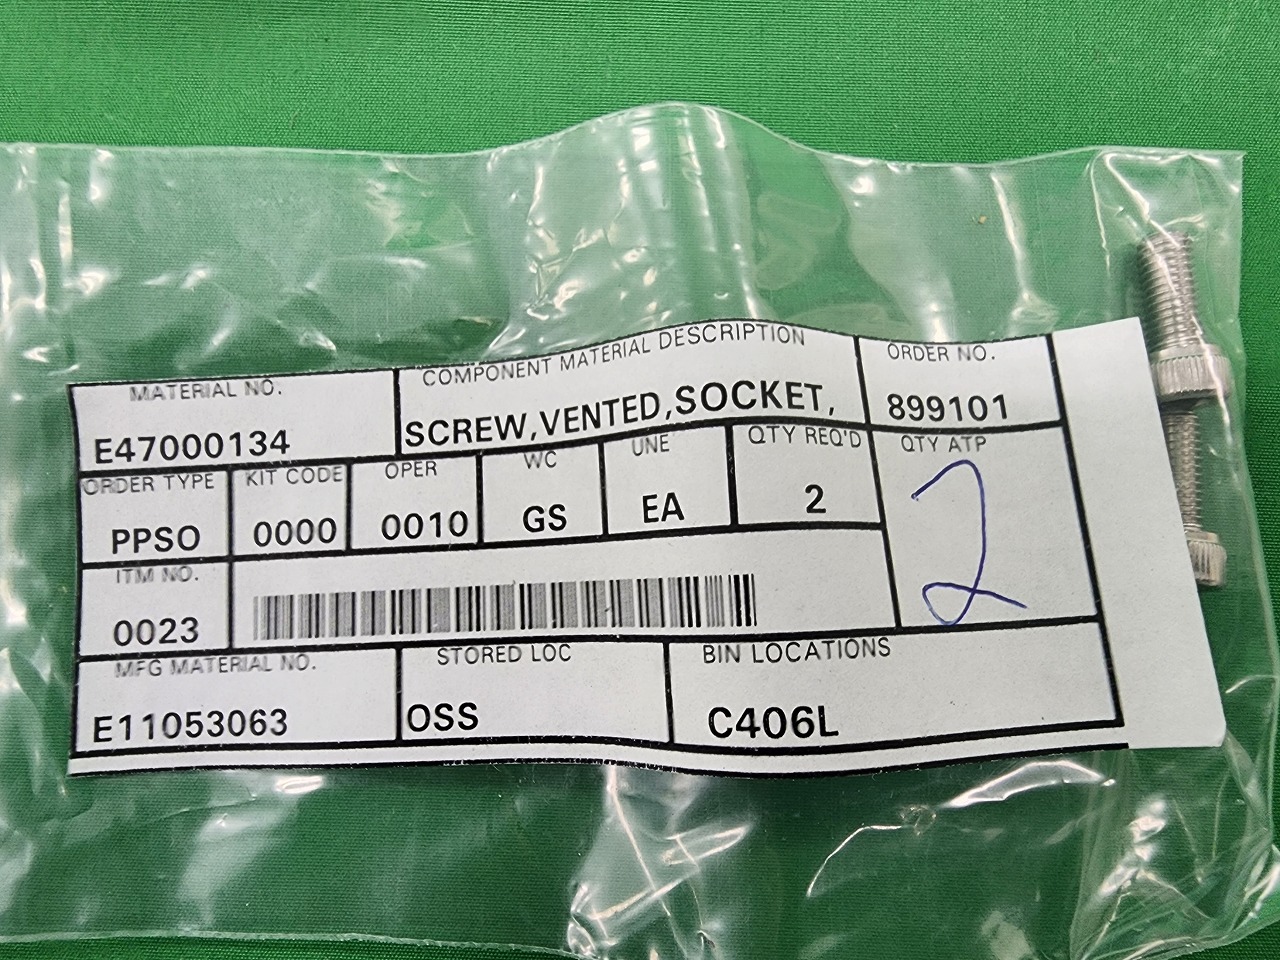 MATERIAL NO.
E47000134
COMPONENT MATERIAL DESCRIPTION
SCREW,VENTED,SOCKET,
ORDER NO.
899101
ORDER TYPE
PPSO
KIT CODE
0000
OPER
0010
WC
GS
UNE
EA
QTY REQ'D
2
QTY ATP
2
ITM NO.
0023
MFG MATERIAL NO.
E11053063
STORED LOC
OSS
BIN LOCATIONS
C406L